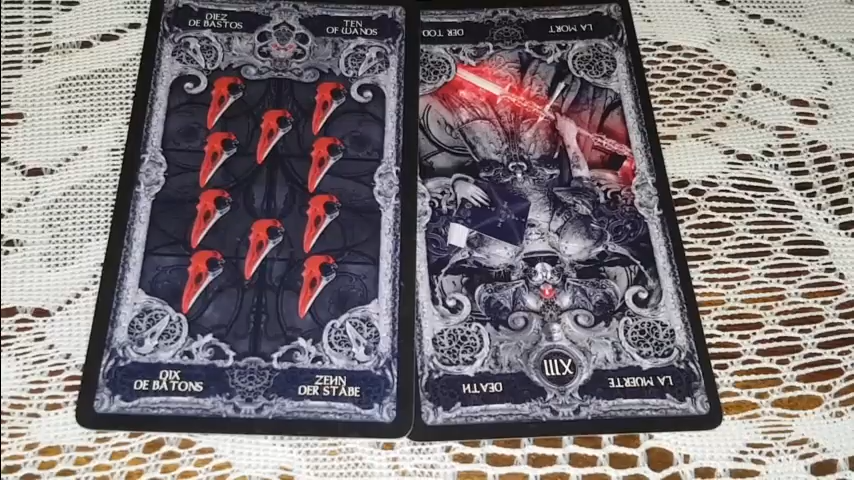 DIEZ
DE BASTOS
TEN
OF WANDS
DIX
DE BÂTONS
ZEHN
DER STÄBE
DER TOD
LA MORT
XIII
DEATH
LA MUERTE